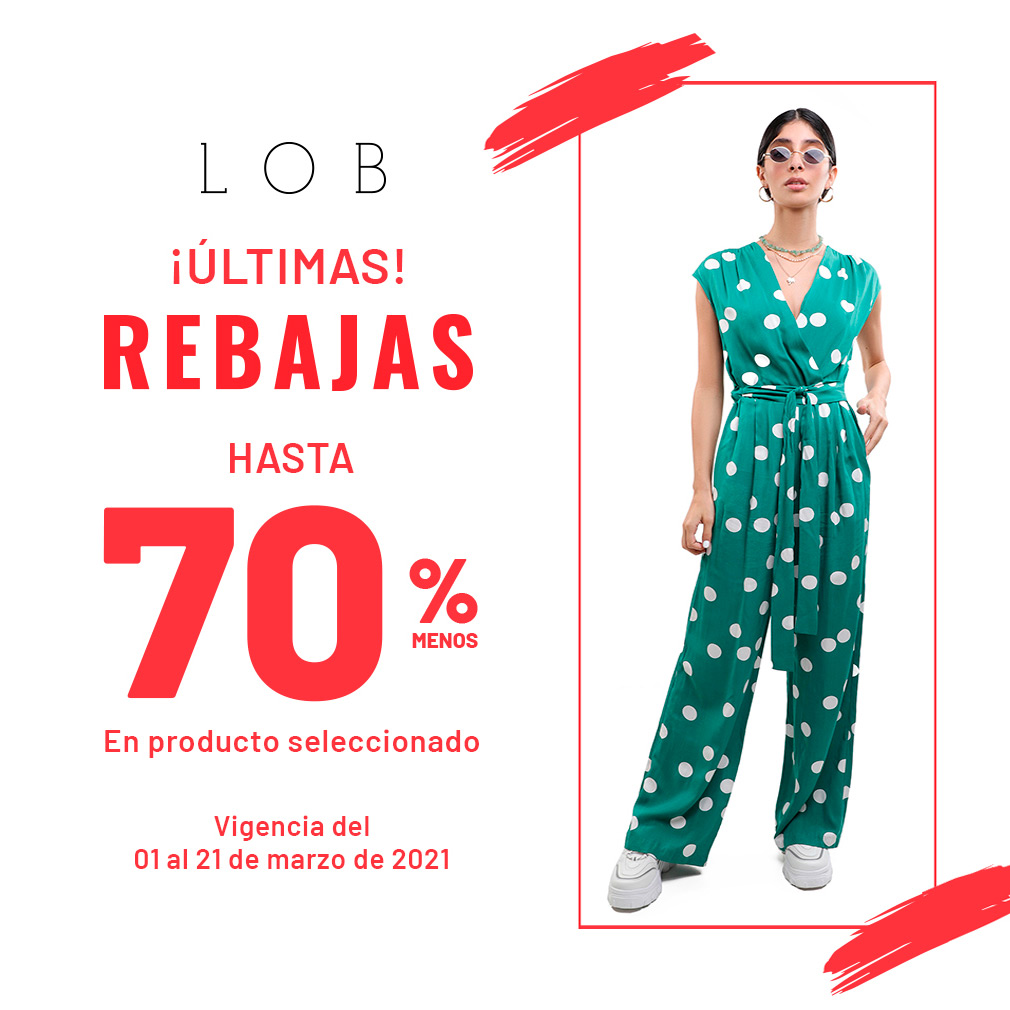 LOB
¡ÚLTIMAS!
REBAJAS
HASTA
70%
MENOS
En producto seleccionado
Vigencia del
01 al 21 de marzo de 2021